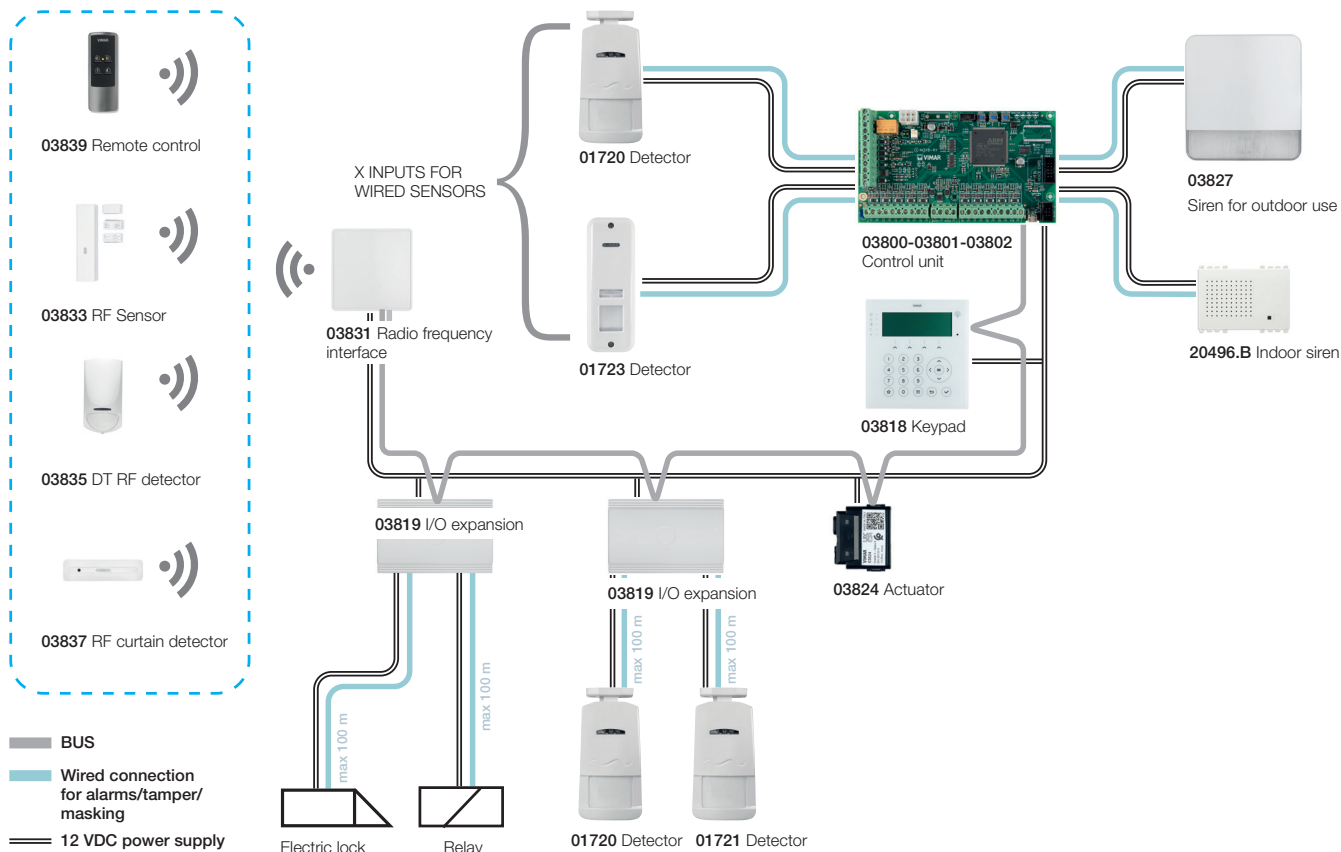 03839 Remote control
03833 RF Sensor
03835 DT RF detector
03837 RF curtain detector
BUS
Wired connection
for alarms/tamper/
masking
12 VDC power supply
X INPUTS FOR
WIRED SENSORS
03831 Radio frequency
interface
01720 Detector
01723 Detector
VIMAR
03800-03801-03802
Control unit
03827
Siren for outdoor use
20496.B Indoor siren
03818 Keypad
03819 I/O expansion
03819 I/O expansion
03824 Actuator
max 100 m
max 100 m
max 100 m
max 100 m
Electric lock
Relay
01720 Detector
01721 Detector